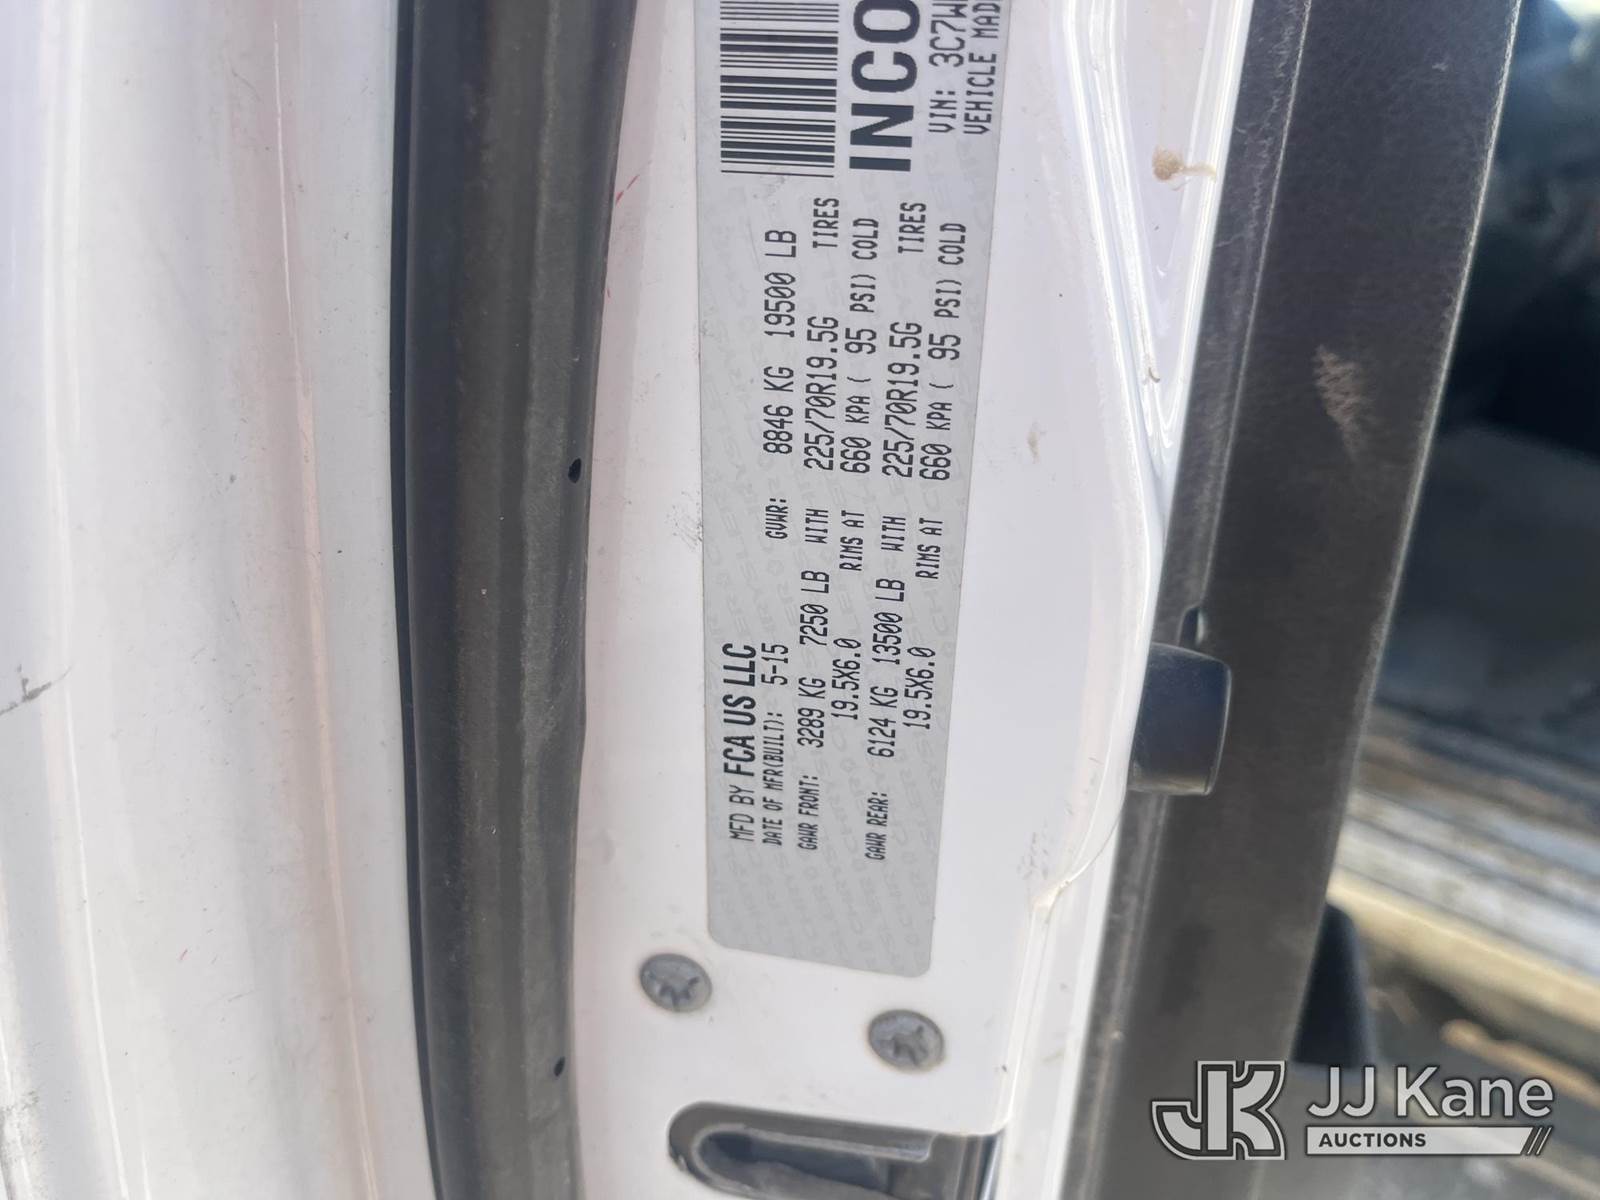 MFD BY FCA US LLC
DATE OF MFR(BUILT): 5-15 GVWR: 8846 KG 19500 LB
GAWR FRONT: 3289 KG 7250 LB WITH 225/70R19.5G TIRES
19.5X6.0 RIMS AT 660 KPA ( 95 PSI) COLD
GAWR REAR: 6124 KG 13500 LB WITH 225/70R19.5G TIRES
19.5X6.0 RIMS AT 660 KPA ( 95 PSI) COLD
INCO
VIN: 3C7W
VEHICLE MAD
JK JJ Kane
AUCTIONS